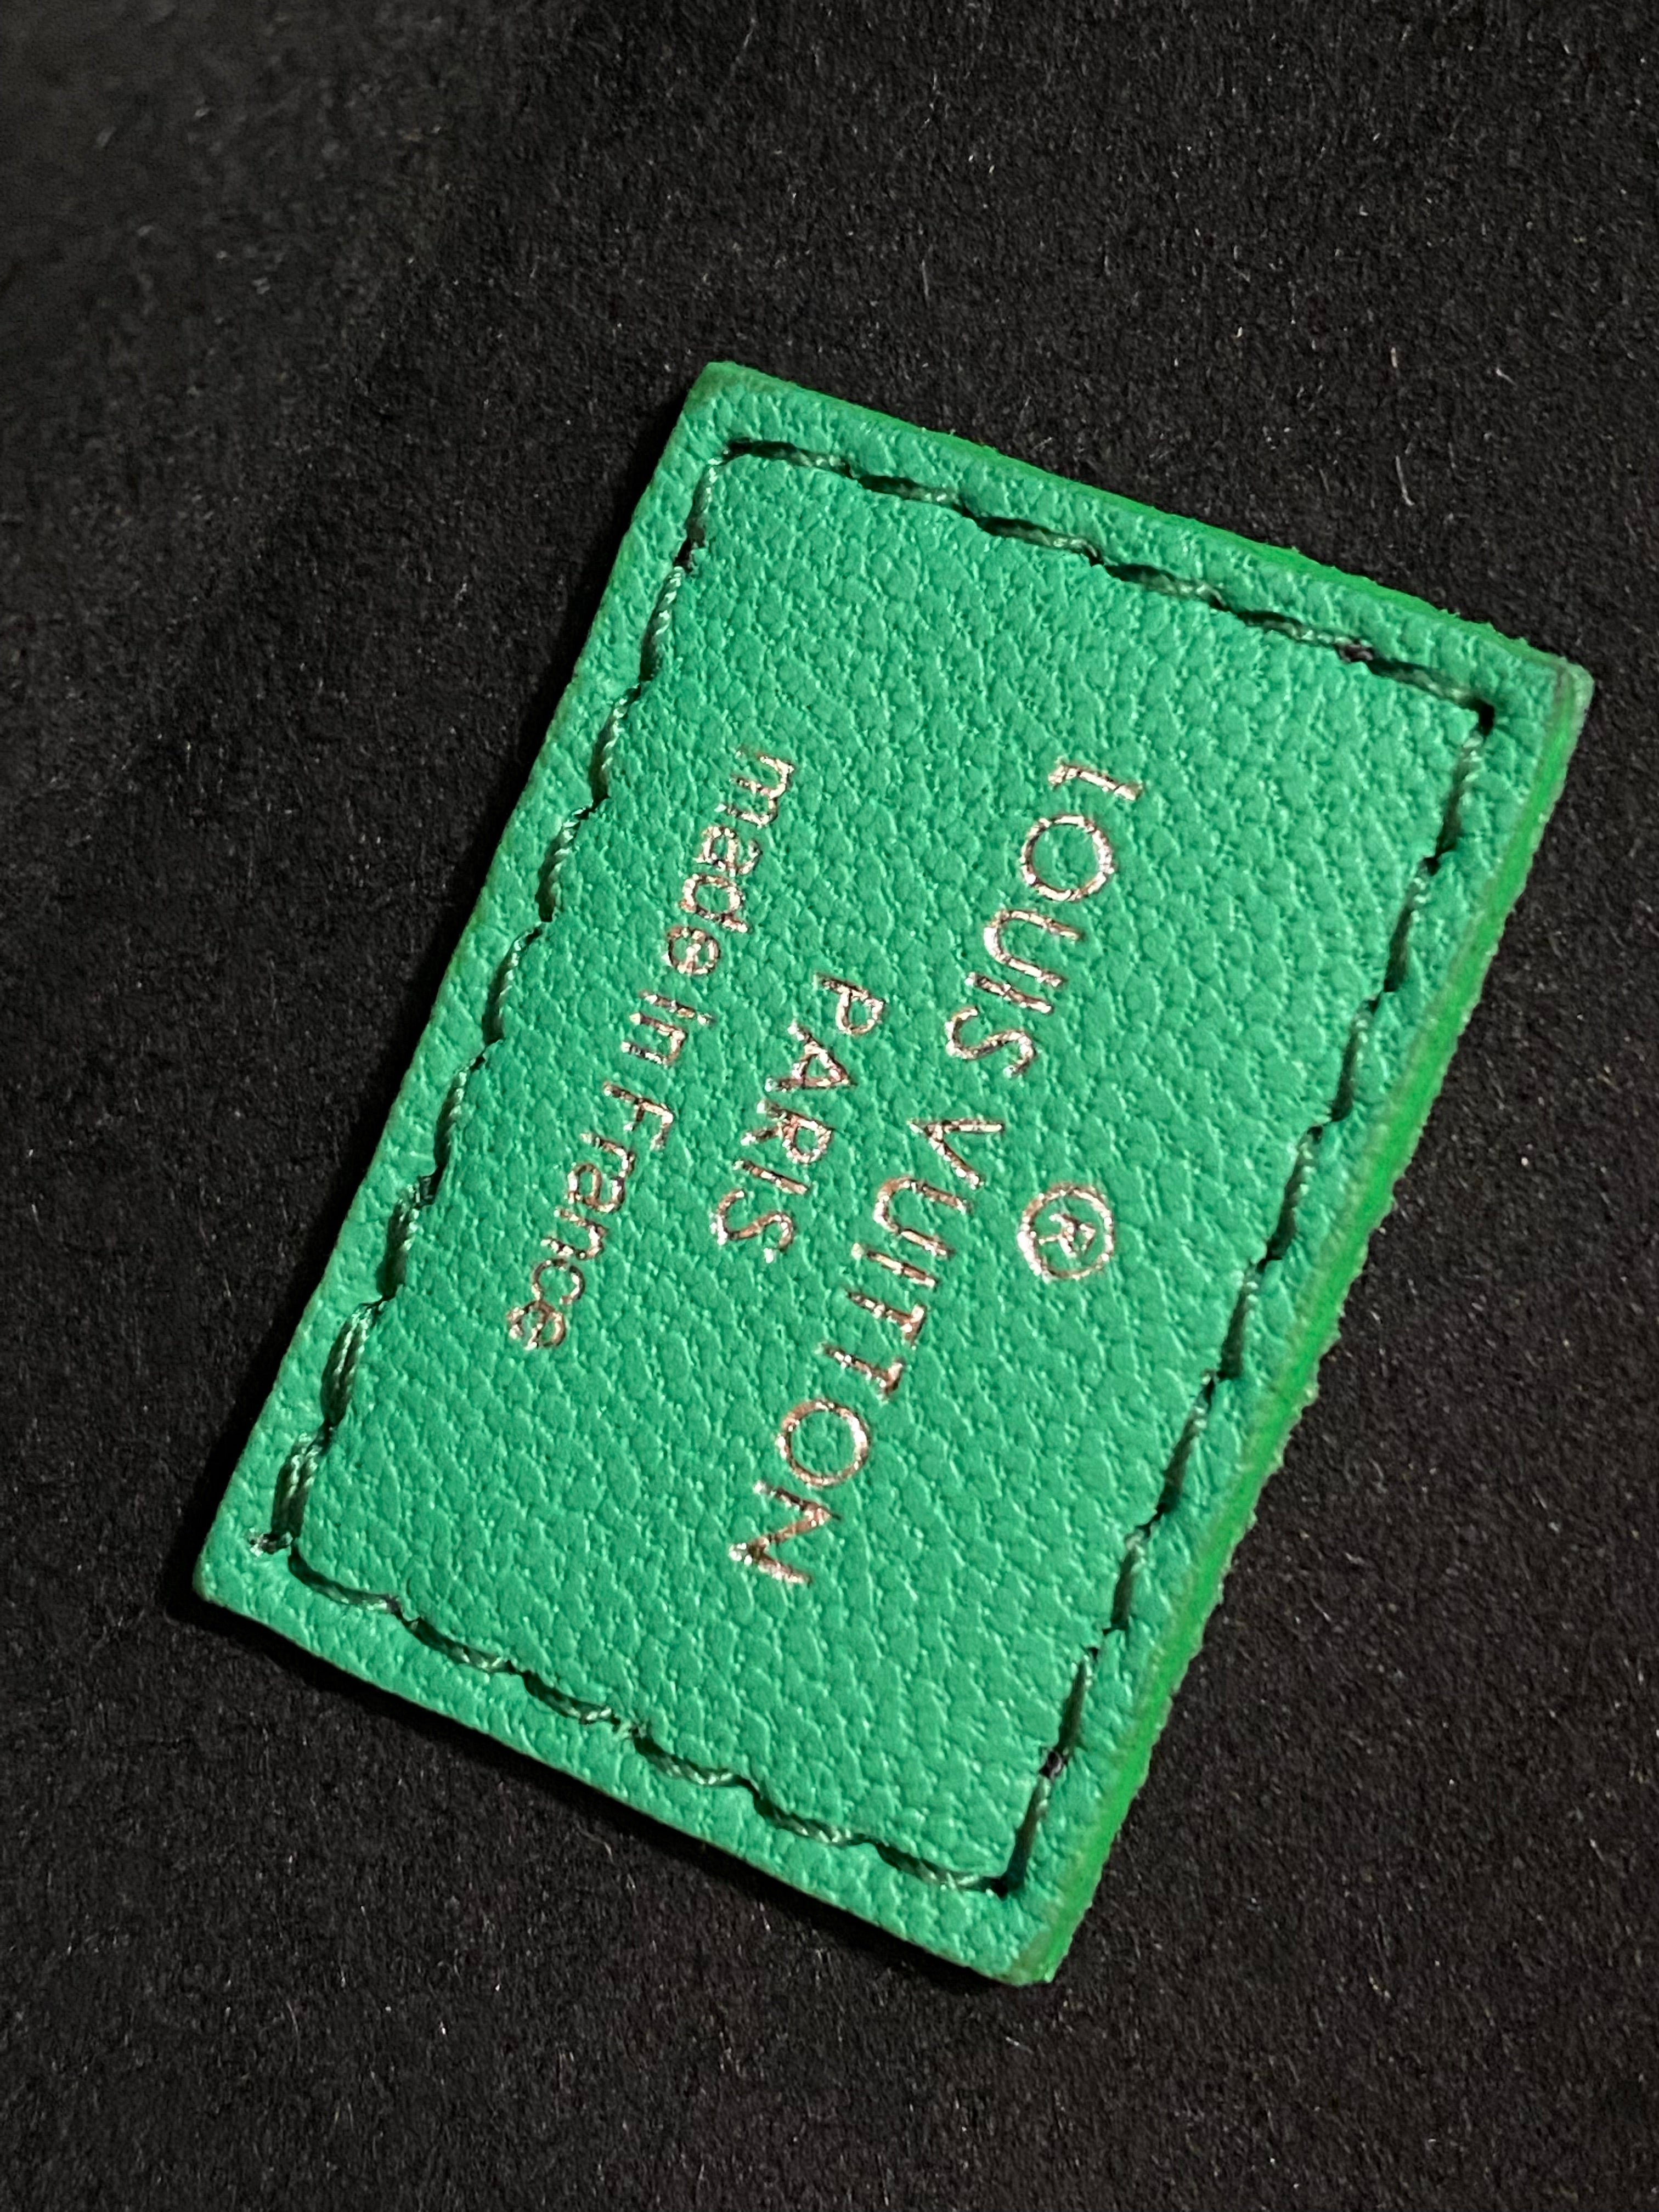 ®
LOUIS VUITTON
PARIS
made in France